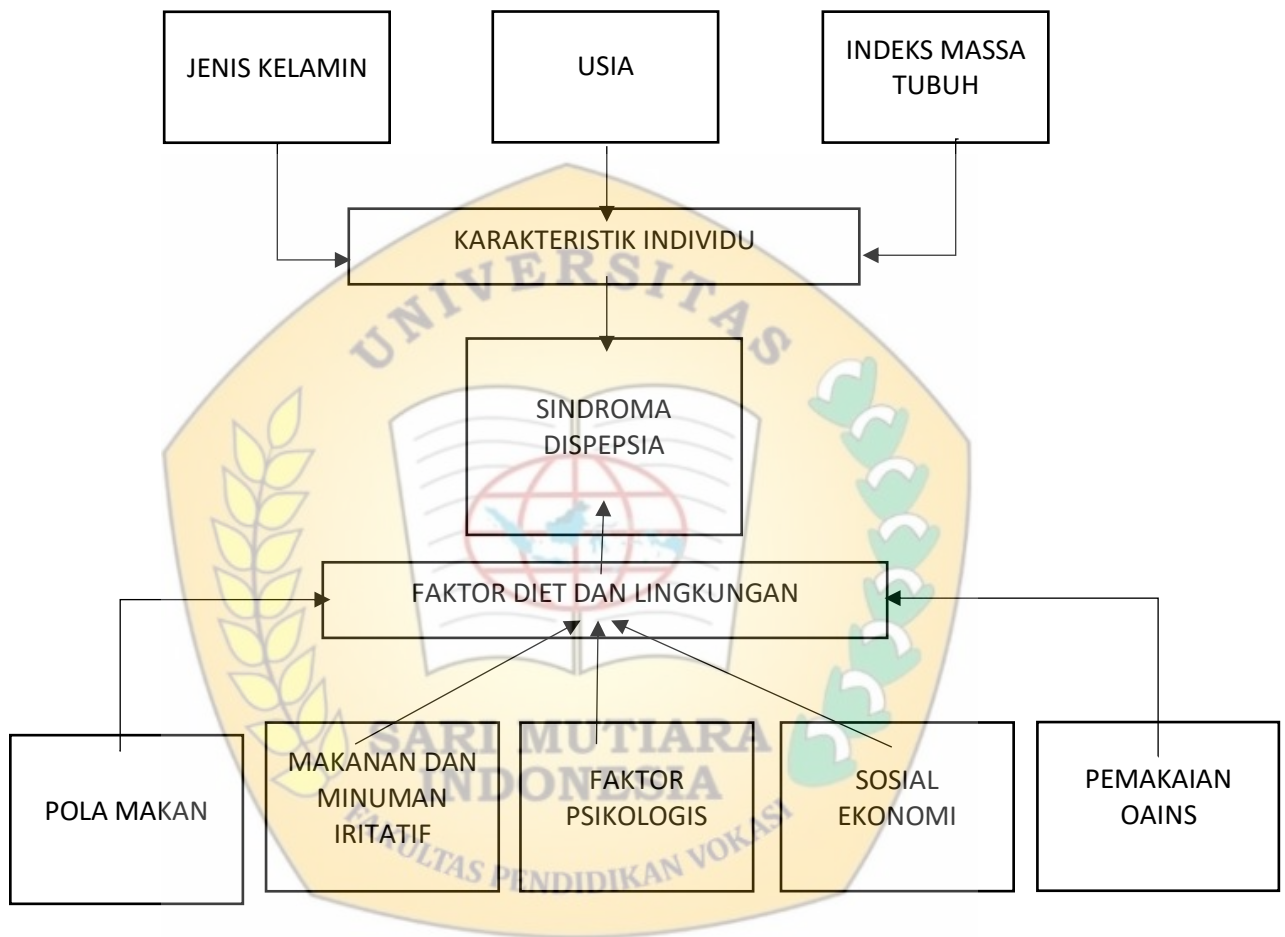 JENIS KELAMIN
USIA
INDEKS MASSA
TUBUH
KARAKTERISTIK INDIVIDU
UNIVERSITAS
SINDROMA
DISPEPSIA
FAKTOR DIET DAN LINGKUNGAN
SARI MUTIARA
INDONESIA
POLA MAKAN
MAKANAN DAN
MINUMAN
IRITATIF
FAKTOR
PSIKOLOGIS
SOSIAL
EKONOMI
PEMAKAIAN
OAINS
FAKULTAS PENDIDIKAN VOKASI